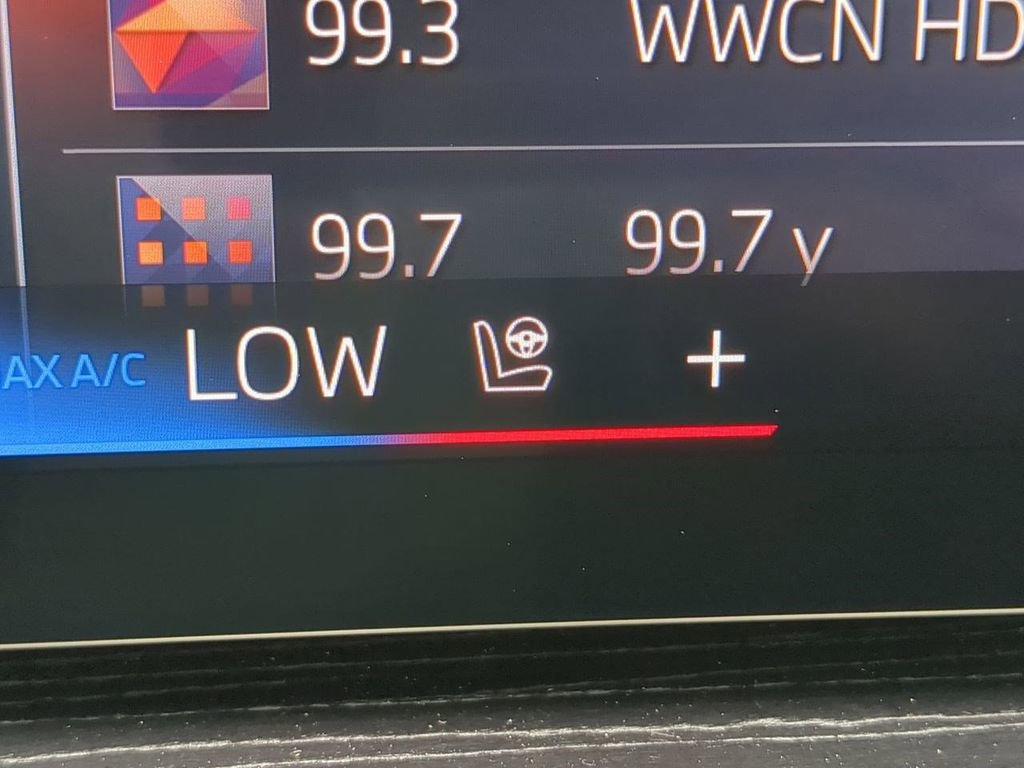 99.3 WWCN HD
99.7 99.7 y
AX A/C LOW +